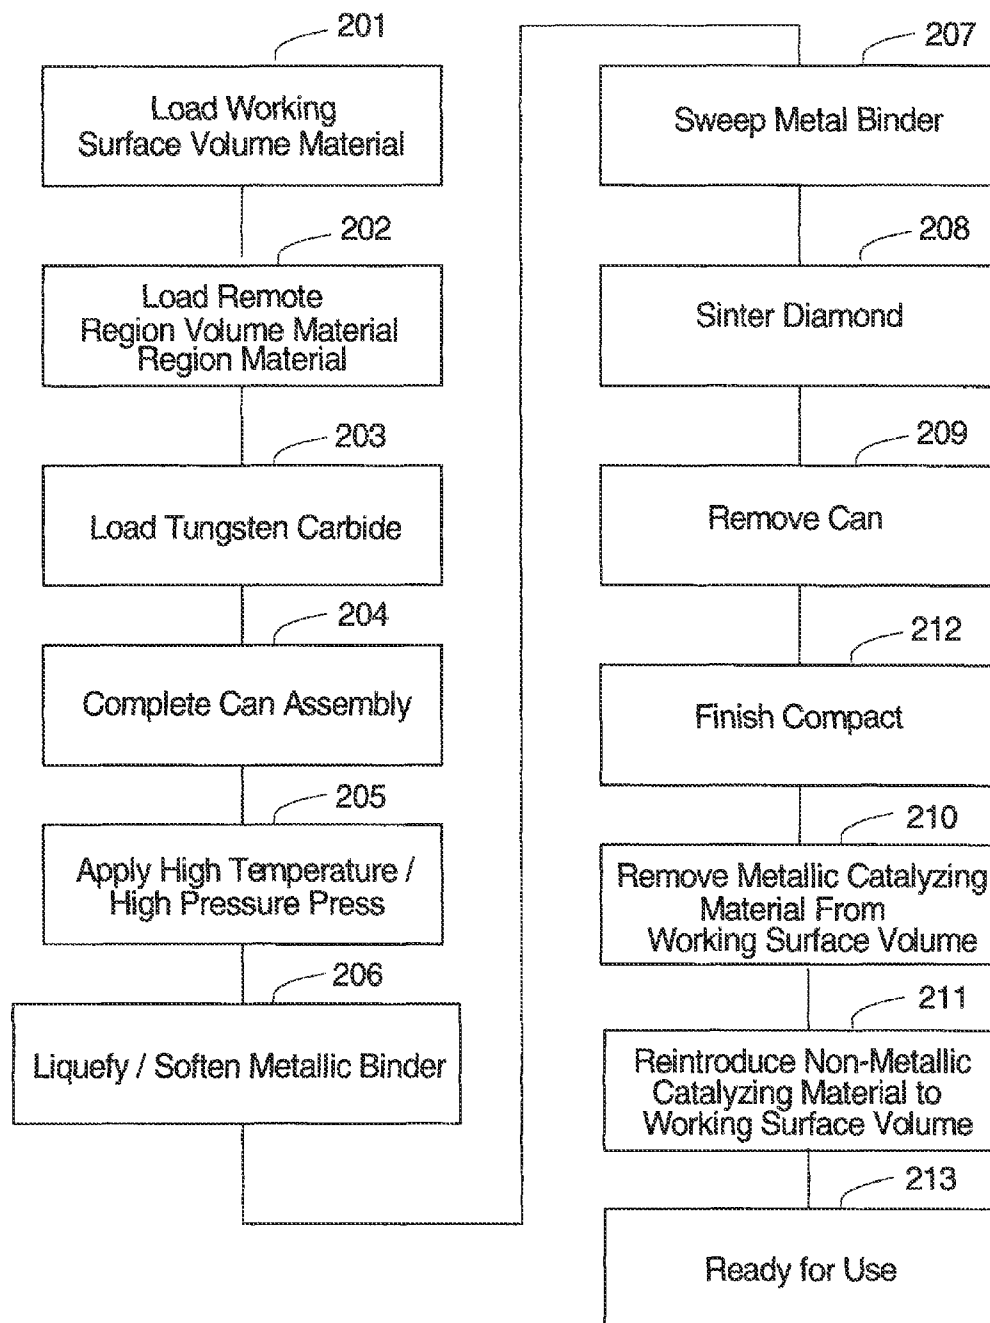 201
Load Working
Surface Volume Material
202
Load Remote
Region Volume Material
Region Material
203
Load Tungsten Carbide
204
Complete Can Assembly
205
Apply High Temperature /
High Pressure Press
206
Liquefy / Soften Metallic Binder
207
Sweep Metal Binder
208
Sinter Diamond
209
Remove Can
212
Finish Compact
210
Remove Metallic Catalyzing
Material From
Working Surface Volume
211
Reintroduce Non-Metallic
Catalyzing Material to
Working Surface Volume
213
Ready for Use